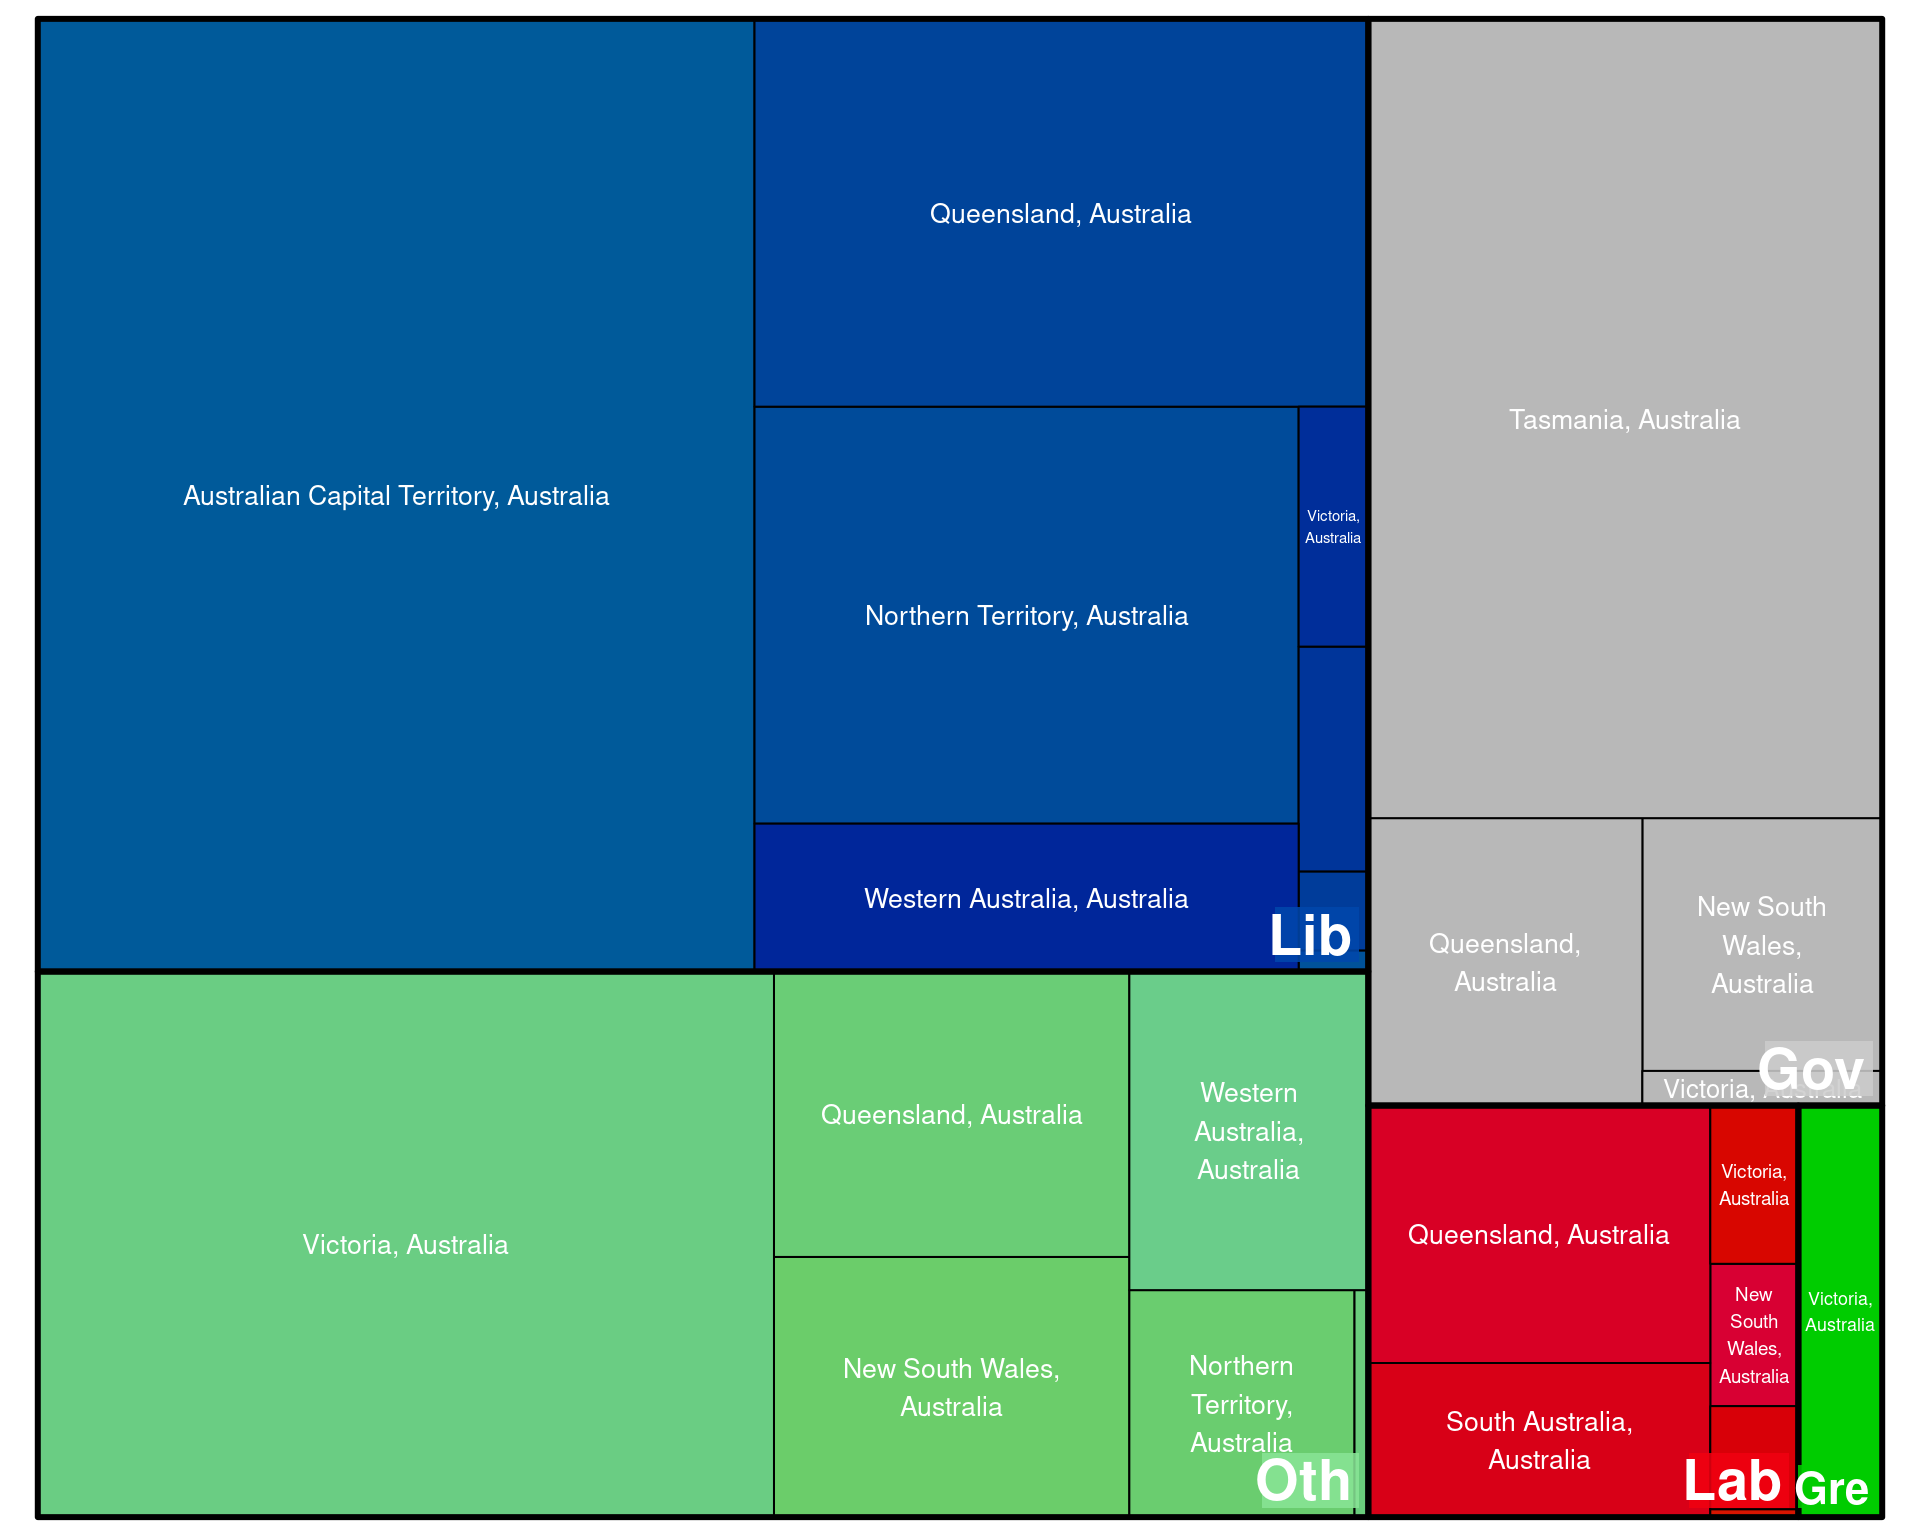 Australian Capital Territory, Australia
Queensland, Australia
Northern Territory, Australia
Victoria,
Australia
Western Australia, Australia
Lib
Tasmania, Australia
Queensland,
Australia
New South
Wales,
Australia
Victoria, Australia
Gov
Victoria, Australia
Queensland, Australia
New South Wales,
Australia
Western
Australia,
Australia
Northern
Territory,
Australia
Oth
Queensland, Australia
South Australia,
Australia
Victoria,
Australia
New
South
Wales,
Australia
Lab
Victoria,
Australia
Gre